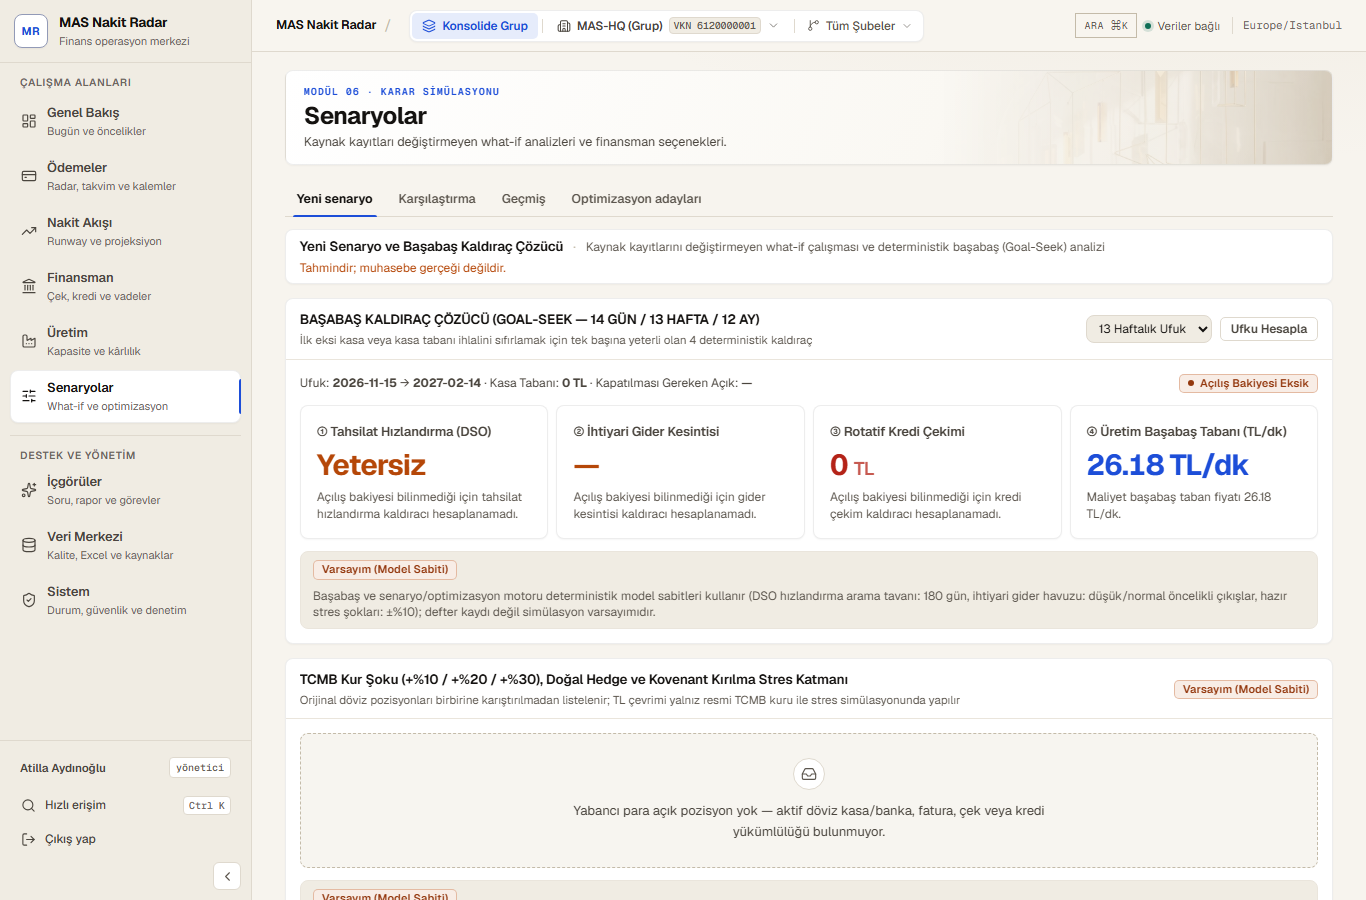 MR
MAS Nakit Radar
Finans operasyon merkezi
ÇALIŞMA ALANLARI
Genel Bakış
Bugün ve öncelikler
Ödemeler
Radar, takvim ve kalemler
Nakit Akışı
Runway ve projeksiyon
Finansman
Çek, kredi ve vadeler
Üretim
Kapasite ve kârlılık
Senaryolar
What-if ve optimizasyon
DESTEK VE YÖNETİM
İçgörüler
Soru, rapor ve görevler
Veri Merkezi
Kalite, Excel ve kaynaklar
Sistem
Durum, güvenlik ve denetim
Atilla Aydınoğlu yönetici
Hızlı erişim Ctrl K
Çıkış yap
MAS Nakit Radar / Konsolide Grup MAS-HQ (Grup) VKN 6120000001 Tüm Şubeler ARA ⌘K Veriler bağlı Europe/Istanbul
MODÜL 06 · KARAR SİMÜLASYONU
Senaryolar
Kaynak kayıtları değiştirmeyen what-if analizleri ve finansman seçenekleri.
Yeni senaryo Karşılaştırma Geçmiş Optimizasyon adayları
Yeni Senaryo ve Başabaş Kaldıraç Çözücü · Kaynak kayıtlarını değiştirmeyen what-if çalışması ve deterministik başabaş (Goal-Seek) analizi
Tahmindir; muhasebe gerçeği değildir.
BAŞABAŞ KALDIRAÇ ÇÖZÜCÜ (GOAL-SEEK — 14 GÜN / 13 HAFTA / 12 AY)
İlk eksi kasa veya kasa tabanı ihlalini sıfırlamak için tek başına yeterli olan 4 deterministik kaldıraç
13 Haftalık Ufuk Ufku Hesapla
Ufuk: 2026-11-15 → 2027-02-14 · Kasa Tabanı: 0 TL · Kapatılması Gereken Açık: —
Açılış Bakiyesi Eksik
① Tahsilat Hızlandırma (DSO)
Yetersiz
Açılış bakiyesi bilinmediği için tahsilat
hızlandırma kaldıracı hesaplanamadı.
② İhtiyari Gider Kesintisi
—
Açılış bakiyesi bilinmediği için gider
kesintisi kaldıracı hesaplanamadı.
③ Rotatif Kredi Çekimi
0 TL
Açılış bakiyesi bilinmediği için kredi
çekim kaldıracı hesaplanamadı.
④ Üretim Başabaş Tabanı (TL/dk)
26.18 TL/dk
Maliyet başabaş taban fiyatı 26.18
TL/dk.
Varsayım (Model Sabiti)
Başabaş ve senaryo/optimizasyon motoru deterministik model sabitleri kullanır (DSO hızlandırma arama tavanı: 180 gün, ihtiyari gider havuzu: düşük/normal öncelikli çıkışlar, hazır
stres şokları: ±%10); defter kaydı değil simülasyon varsayımıdır.
TCMB Kur Şoku (+%10 / +%20 / +%30), Doğal Hedge ve Kovenant Kırılma Stres Katmanı
Orijinal döviz pozisyonları birbirine karıştırılmadan listelenir; TL çevrimi yalnız resmi TCMB kuru ile stres simülasyonunda yapılır
Varsayım (Model Sabiti)
Yabancı para açık pozisyon yok — aktif döviz kasa/banka, fatura, çek veya kredi
yükümlülüğü bulunmuyor.
Varsayım (Model Sabiti)